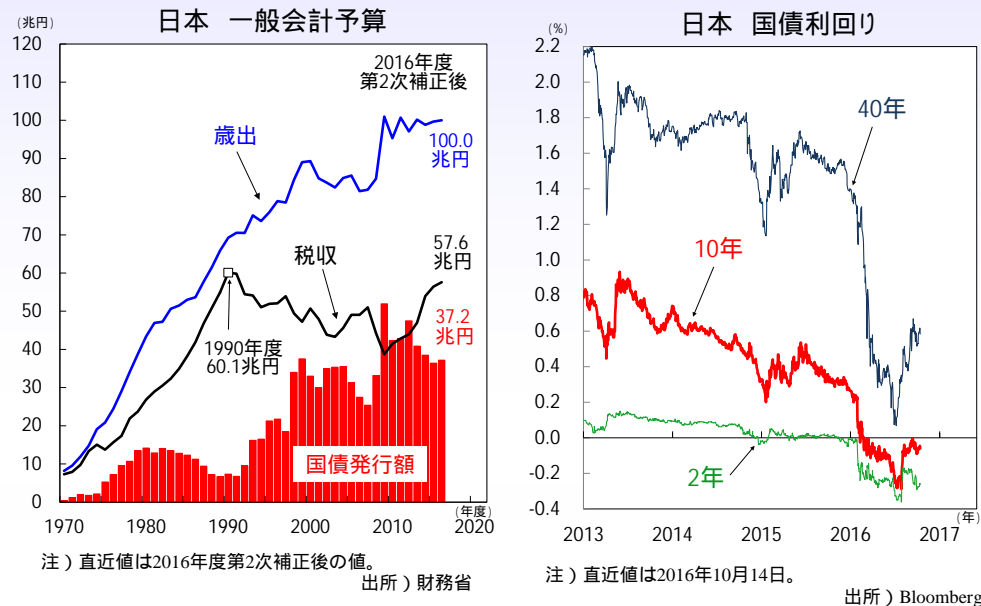 日本 一般会計予算
(兆円)
120
110
100
90
80
70
60
50
40
30
20
10
0
1970
1980
1990
2000
2010
2020
(年度)
2016年度
第2次補正後
歳出
100.0
兆円
税収
57.6
兆円
1990年度
60.1兆円
37.2
兆円
国債発行額
注）直近値は2016年度第2次補正後の値。
出所）財務省
日本 国債利回り
(%)
2.2
2.0
1.8
1.6
1.4
1.2
1.0
0.8
0.6
0.4
0.2
0.0
-0.2
-0.4
2013
2014
2015
2016
2017
(年)
40年
10年
2年
注）直近値は2016年10月14日。
出所）Bloomberg